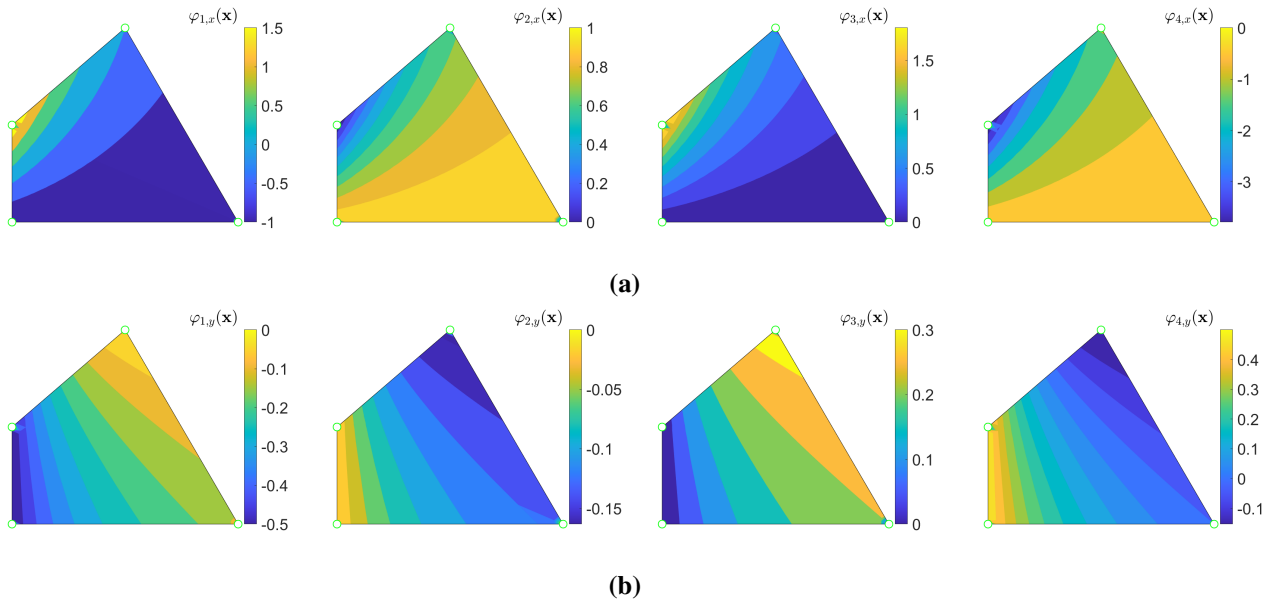 φ1,x(x) φ2,x(x) φ3,x(x) φ4,x(x)
1.5 1 0.5 0 -0.5 -1
1 0.8 0.6 0.4 0.2 0
1.5 1 0.5 0
0 -1 -2 -3
(a)
φ1,y(x) φ2,y(x) φ3,y(x) φ4,y(x)
0 -0.1 -0.2 -0.3 -0.4 -0.5
0 -0.05 -0.1 -0.15
0.3 0.2 0.1 0
0.4 0.3 0.2 0.1 0 -0.1
(b)